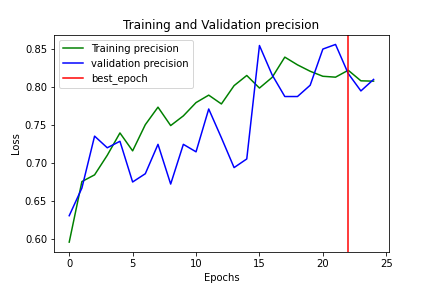 Training and Validation precision
Training precision
validation precision
best_epoch
Loss
0.85
0.80
0.75
0.70
0.65
0.60
0 5 10 15 20 25
Epochs